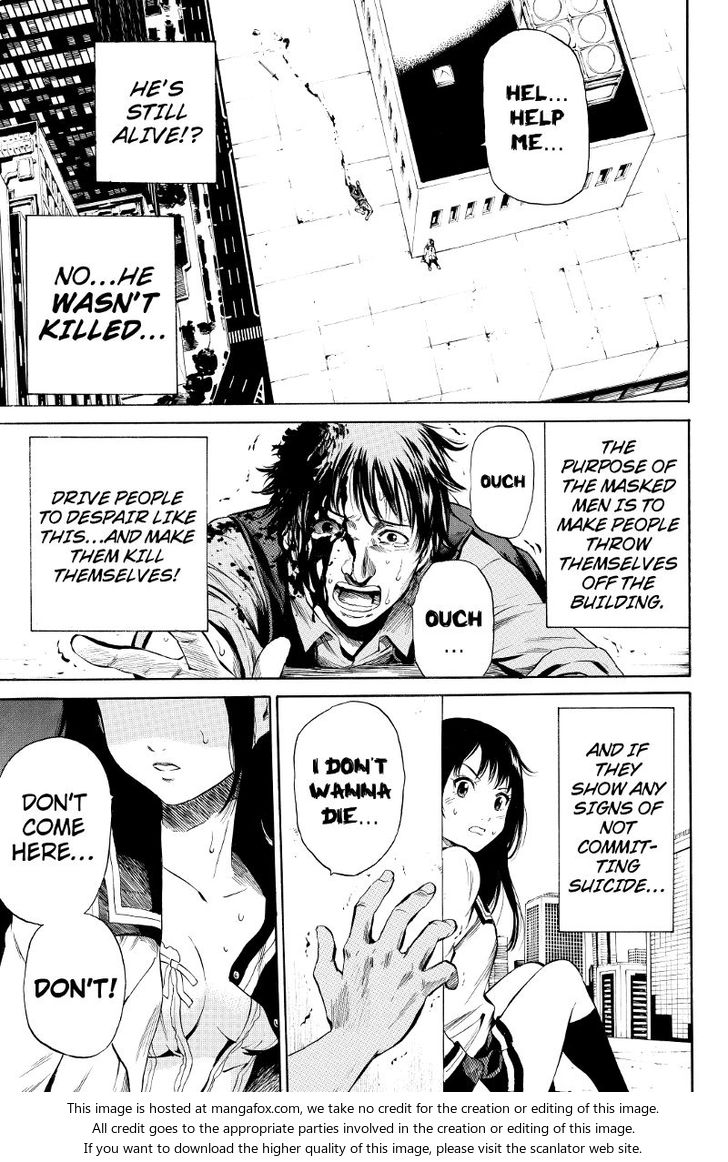 HEL...
HELP
ME...
HE'S
STILL
ALIVE!?
NO...HE
WASN'T
KILLED...
THE
PURPOSE OF
THE MASKED
MEN IS TO
MAKE PEOPLE
THROW
THEMSELVES
OFF THE
BUILDING.
OUCH
OUCH
...
DRIVE PEOPLE
TO DESPAIR LIKE
THIS...AND MAKE
THEM KILL
THEMSELVES!
AND IF
THEY
SHOW ANY
SIGNS OF
NOT
COMMIT-
TING
SUICIDE...
I DON'T
WANNA
DIE...
DON'T
COME
HERE...
DON'T!
This image is hosted at mangafox.com, we take no credit for the creation or editing of this image.
All credit goes to the appropriate parties involved in the creation or editing of this image.
If you want to download the higher quality of this image, please visit the scanlator web site.